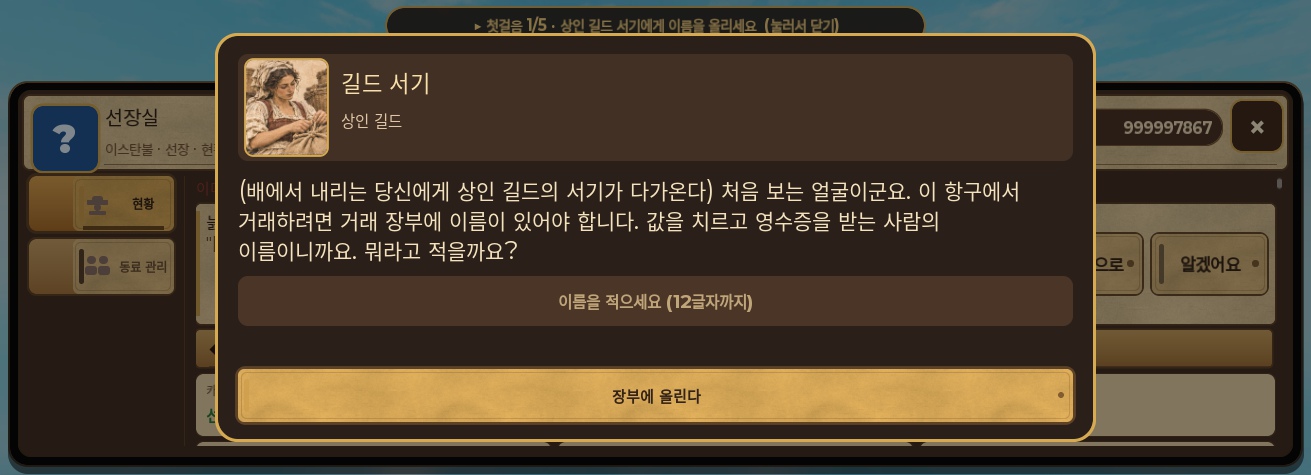 ▸ 첫걸음 1/5 · 상인 길드 서기에게 이름을 올리세요 (눌러서 닫기)
길드 서기
상인 길드
(배에서 내리는 당신에게 상인 길드의 서기가 다가온다) 처음 보는 얼굴이군요. 이 항구에서
거래하려면 거래 장부에 이름이 있어야 합니다. 값을 치르고 영수증을 받는 사람의
이름이니까요. 뭐라고 적을까요?
이름을 적으세요 (12글자까지)
장부에 올린다
?
선장실
이스탄불 · 선장 · 현
999997867
×
현황
동료 관리
으로
알겠어요